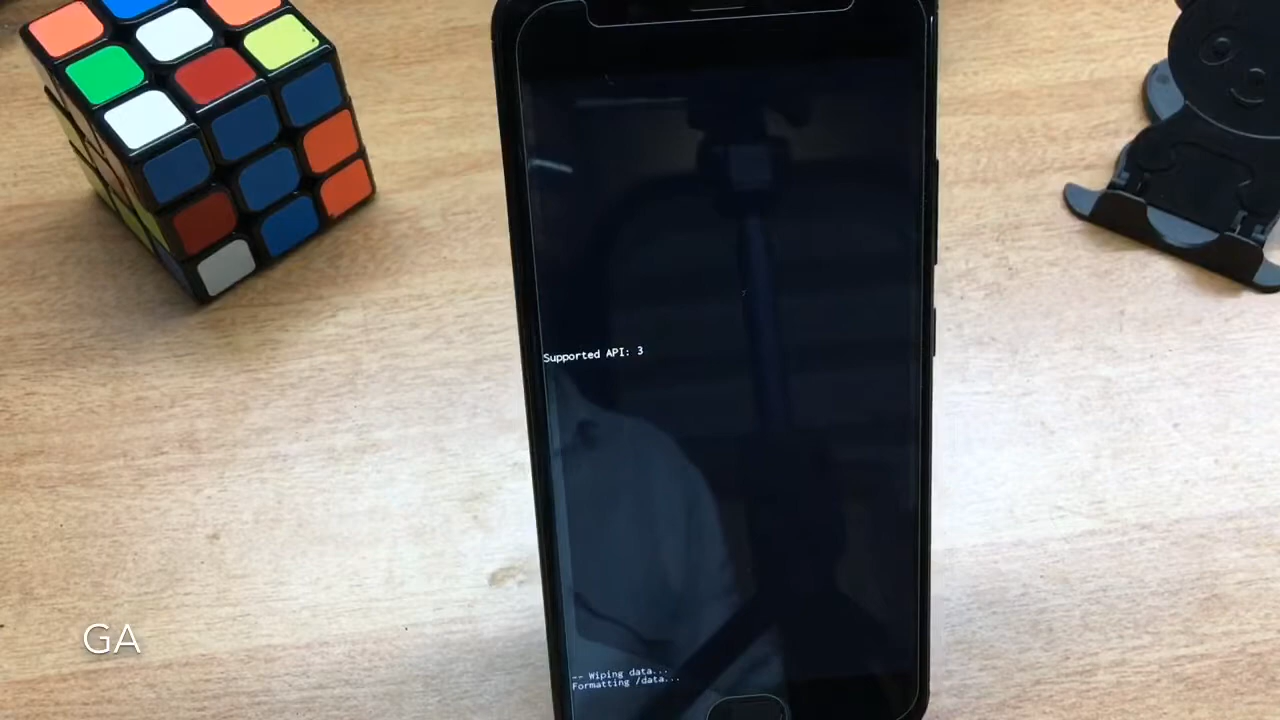 Supported API: 3
-- Wiping data...
Formatting /data...
GA